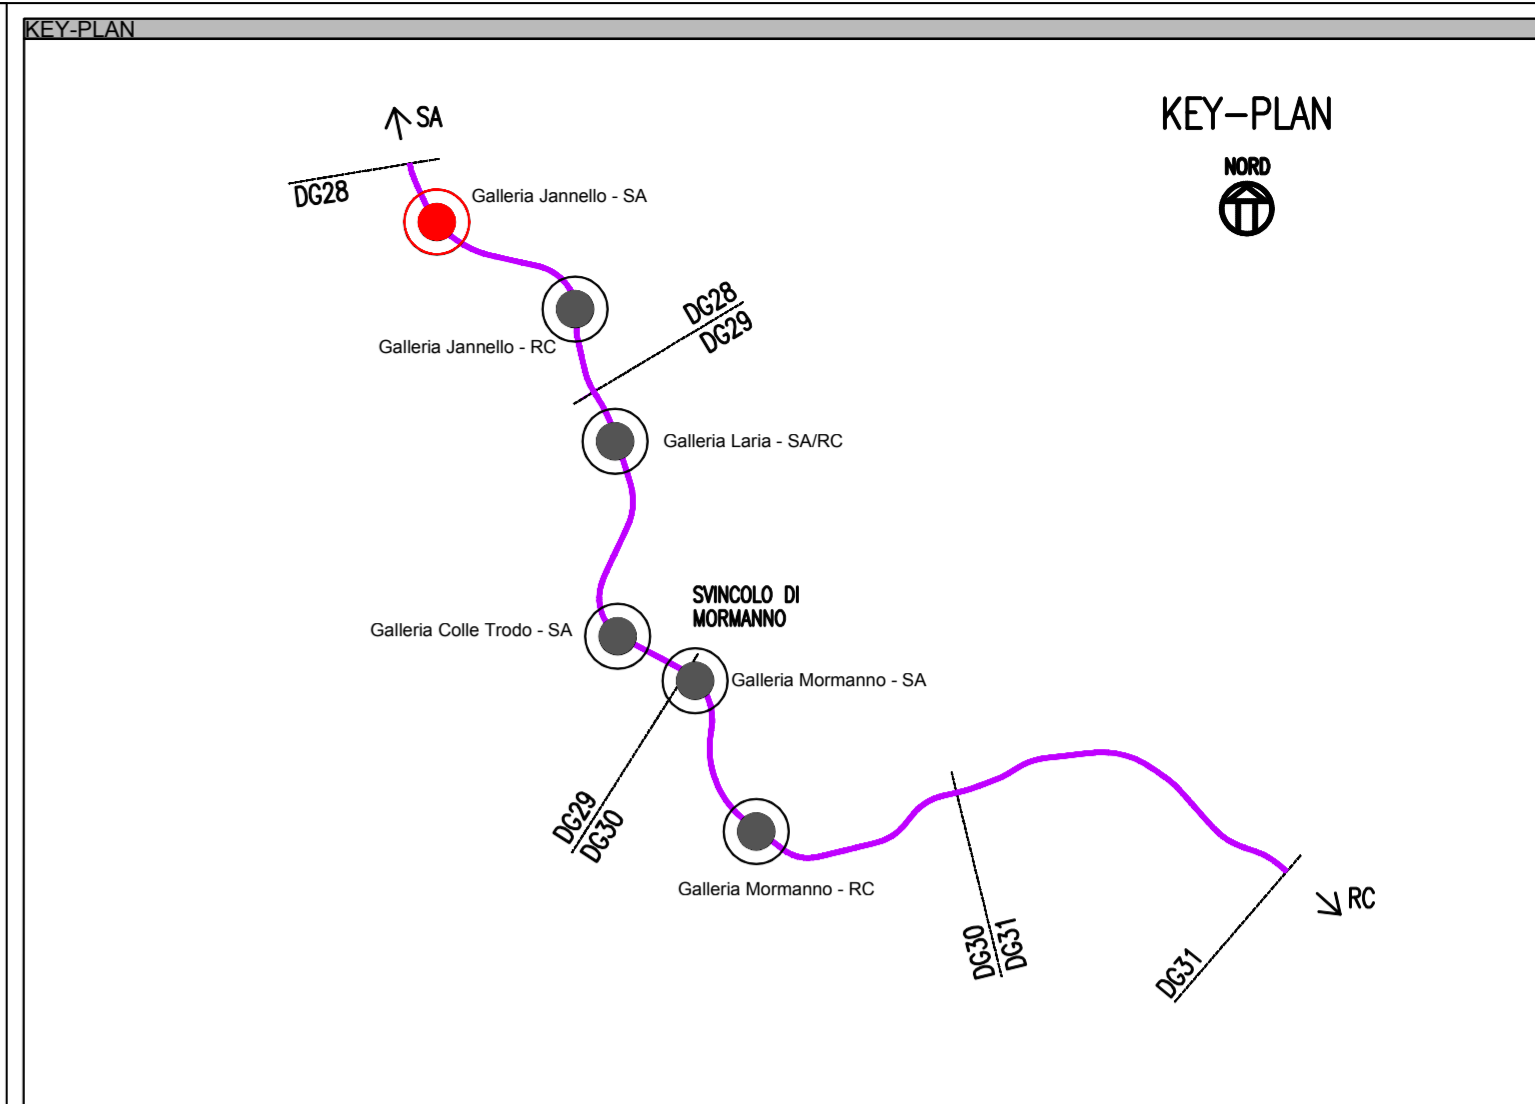 KEY-PLAN
KEY-PLAN
NORD
SA
DG28
Galleria Jannello - SA
DG28
DG29
Galleria Jannello - RC
Galleria Laria - SA/RC
SVINCOLO DI
MORMANNO
Galleria Colle Trodo - SA
Galleria Mormanno - SA
DG29
DG30
Galleria Mormanno - RC
RC
DG30
DG31
DG31